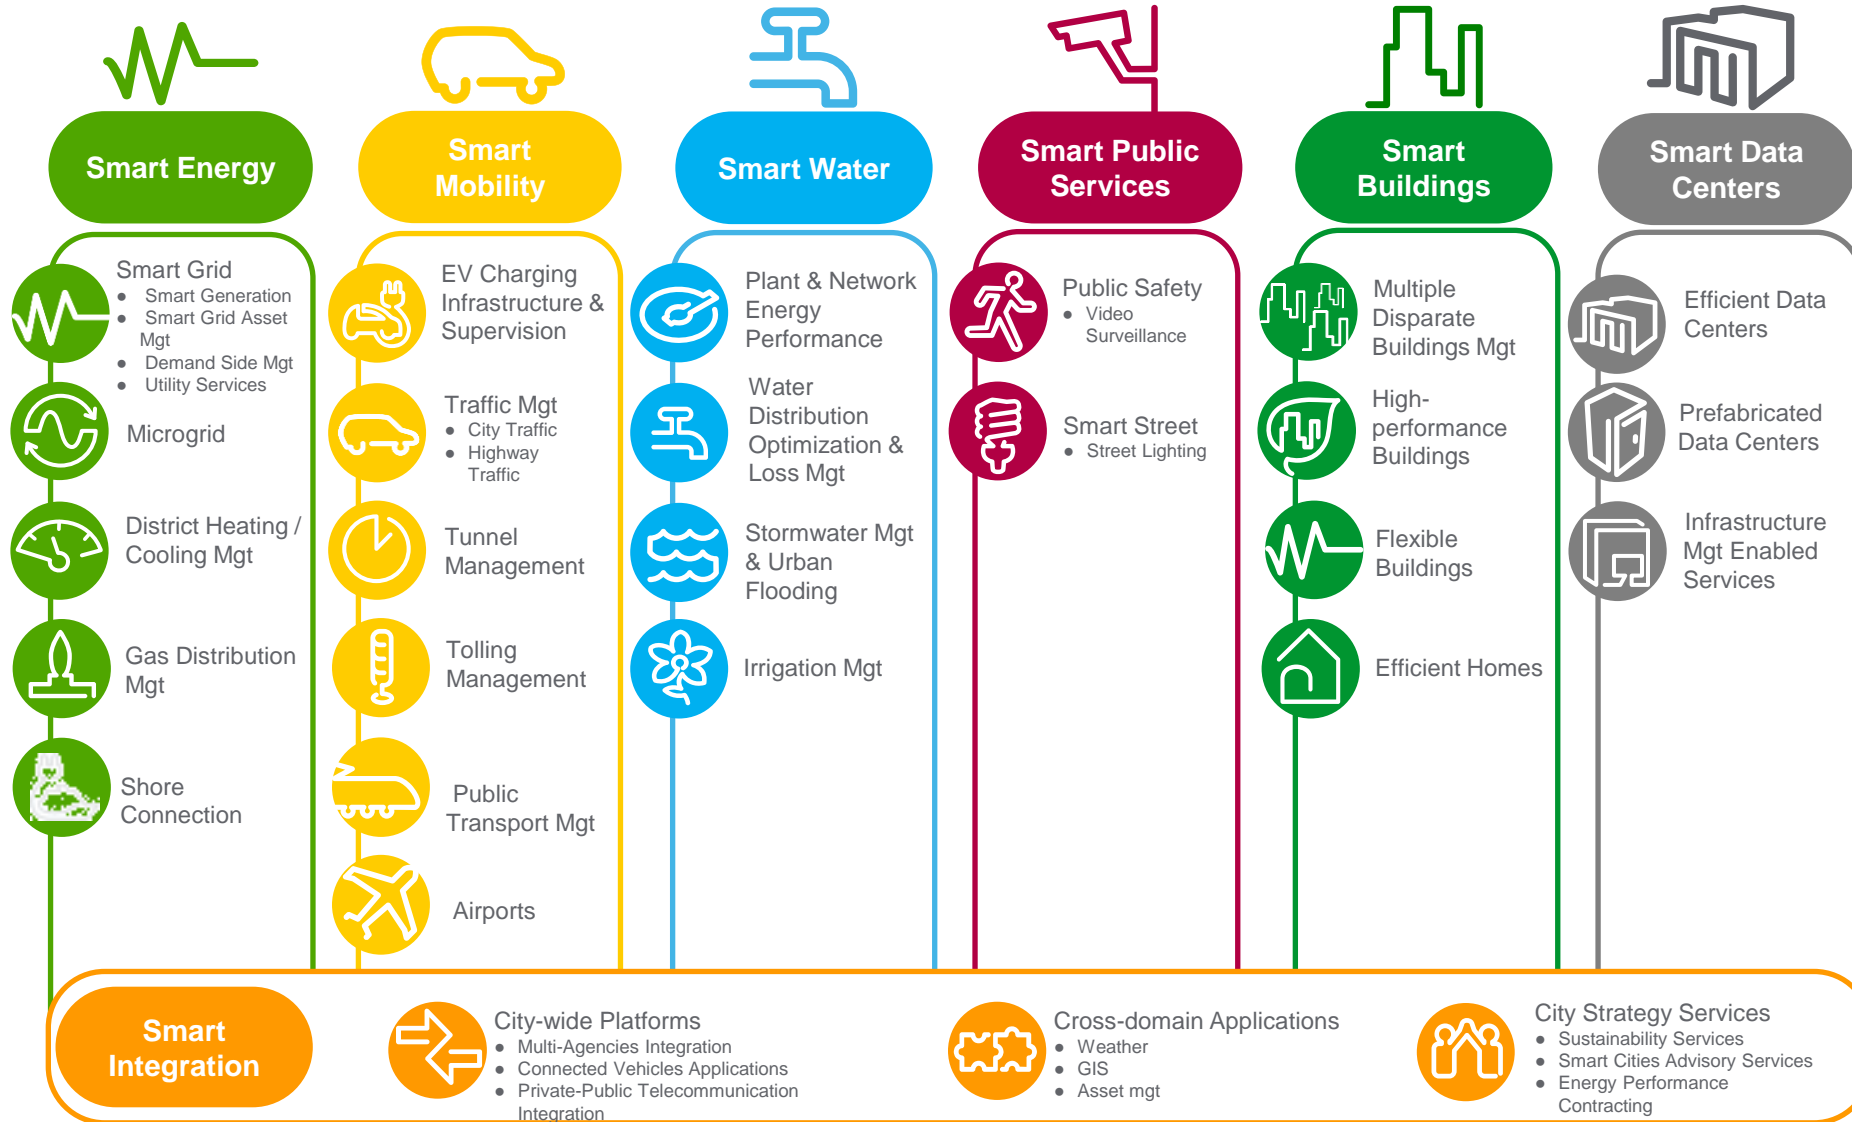 Smart Energy
Smart Grid
● Smart Generation
● Smart Grid Asset
Mgt
● Demand Side Mgt
● Utility Services
Microgrid
District Heating /
Cooling Mgt
Gas Distribution
Mgt
Shore
Connection
Smart
Mobility
EV Charging
Infrastructure &
Supervision
Traffic Mgt
● City Traffic
● Highway
Traffic
Tunnel
Management
Tolling
Management
Public
Transport Mgt
Airports
Smart Water
Plant & Network
Energy
Performance
Water
Distribution
Optimization &
Loss Mgt
Stormwater Mgt
& Urban
Flooding
Irrigation Mgt
Smart Public
Services
Public Safety
● Video
Surveillance
Smart Street
● Street Lighting
Smart
Buildings
Multiple
Disparate
Buildings Mgt
High-
performance
Buildings
Flexible
Buildings
Efficient Homes
Smart Data
Centers
Efficient Data
Centers
Prefabricated
Data Centers
Infrastructure
Mgt Enabled
Services
Smart
Integration
City-wide Platforms
● Multi-Agencies Integration
● Connected Vehicles Applications
● Private-Public Telecommunication
Integration
Cross-domain Applications
● Weather
● GIS
● Asset mgt
City Strategy Services
● Sustainability Services
● Smart Cities Advisory Services
● Energy Performance
Contracting